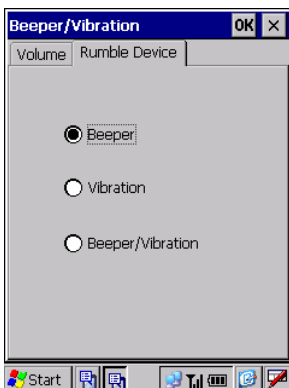 Beeper/Vibration OK ×
Volume Rumble Device
Beeper
Vibration
Beeper/Vibration
Start